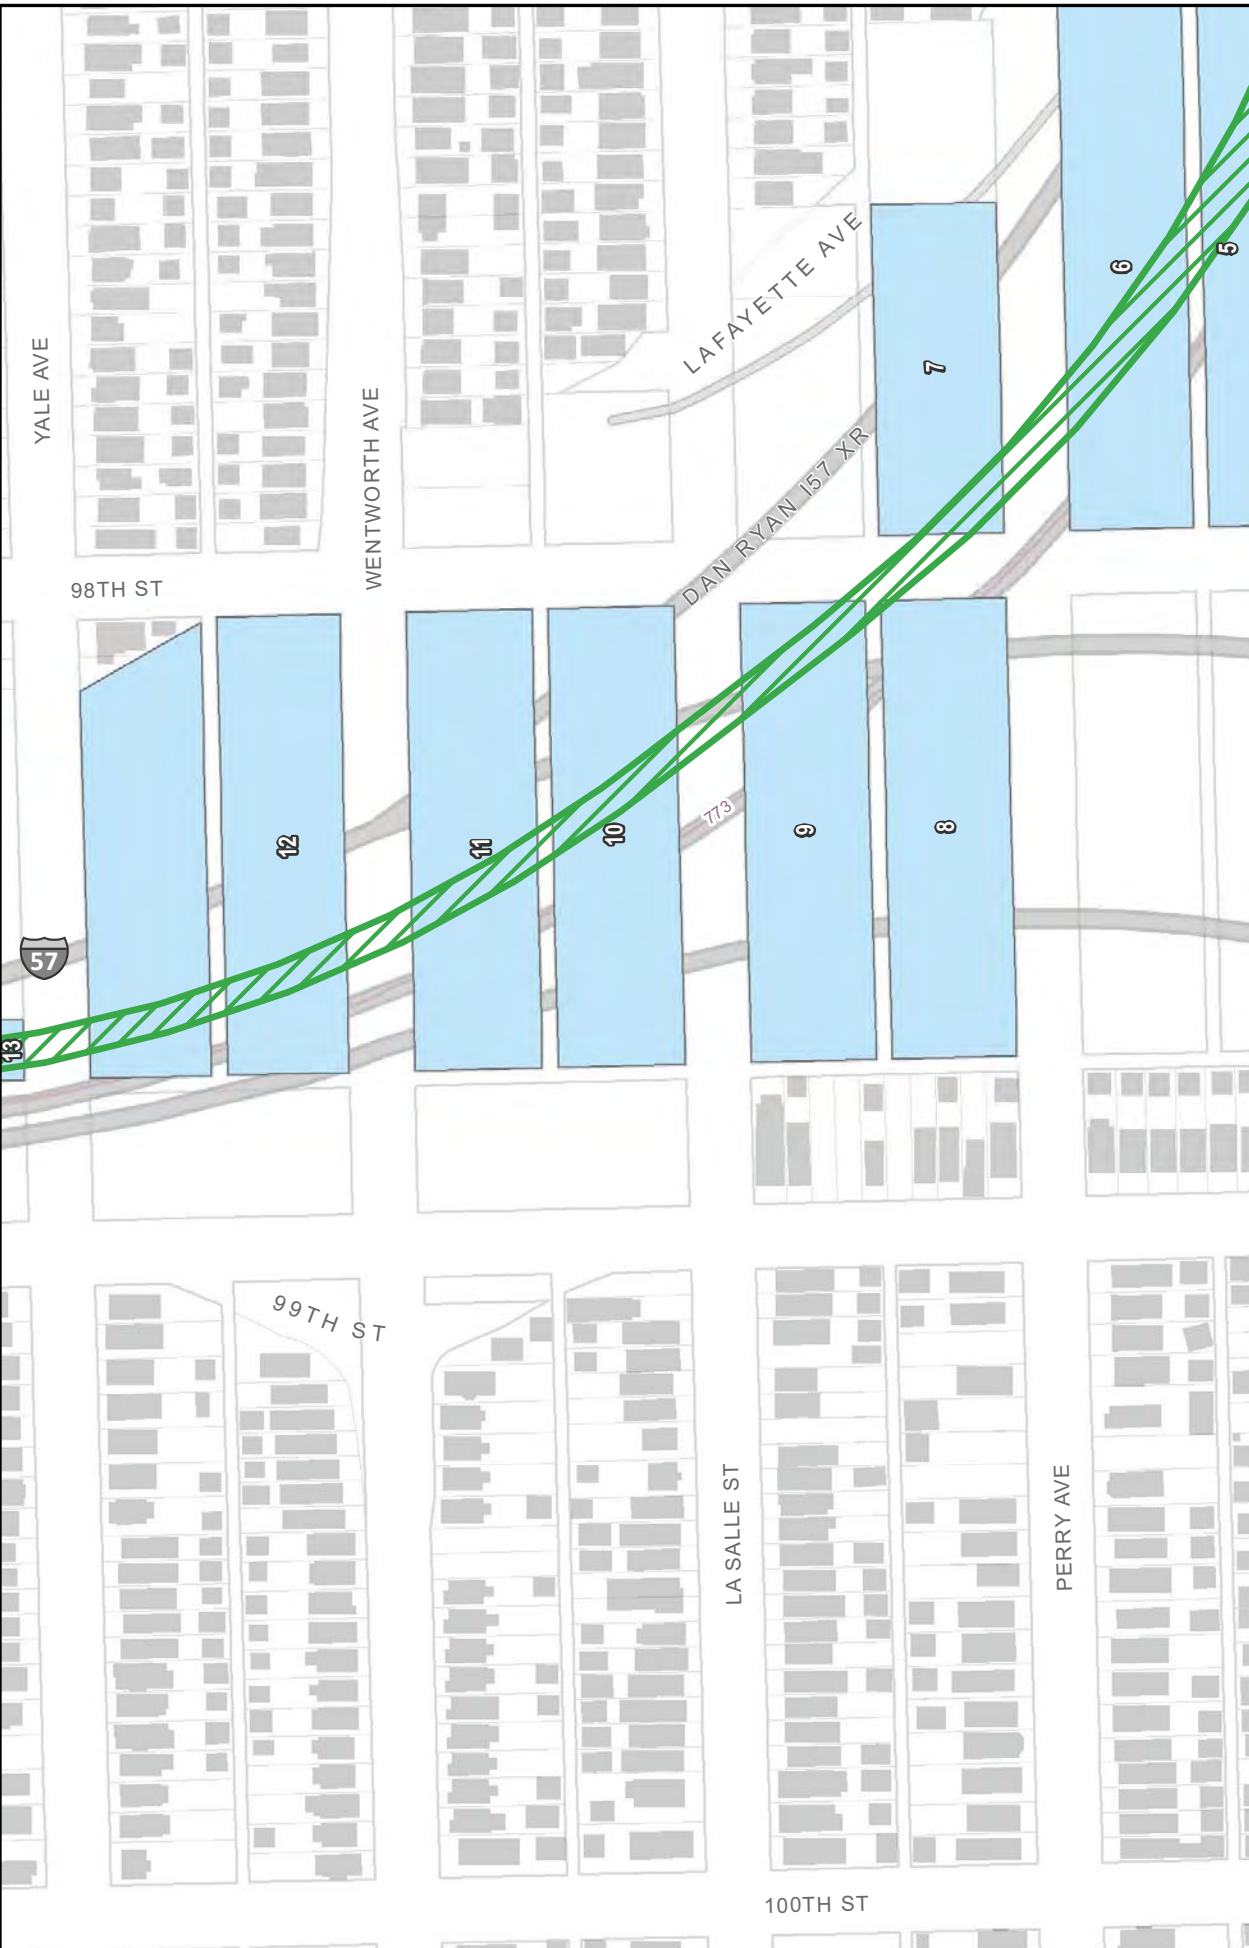 LAFAYETTE AVE
6
5
YALE AVE
7
WENTWORTH AVE
DAN RYAN I57 XR
98TH ST
773
12
11
10
9
8
57
13
99TH ST
LA SALLE ST
PERRY AVE
100TH ST